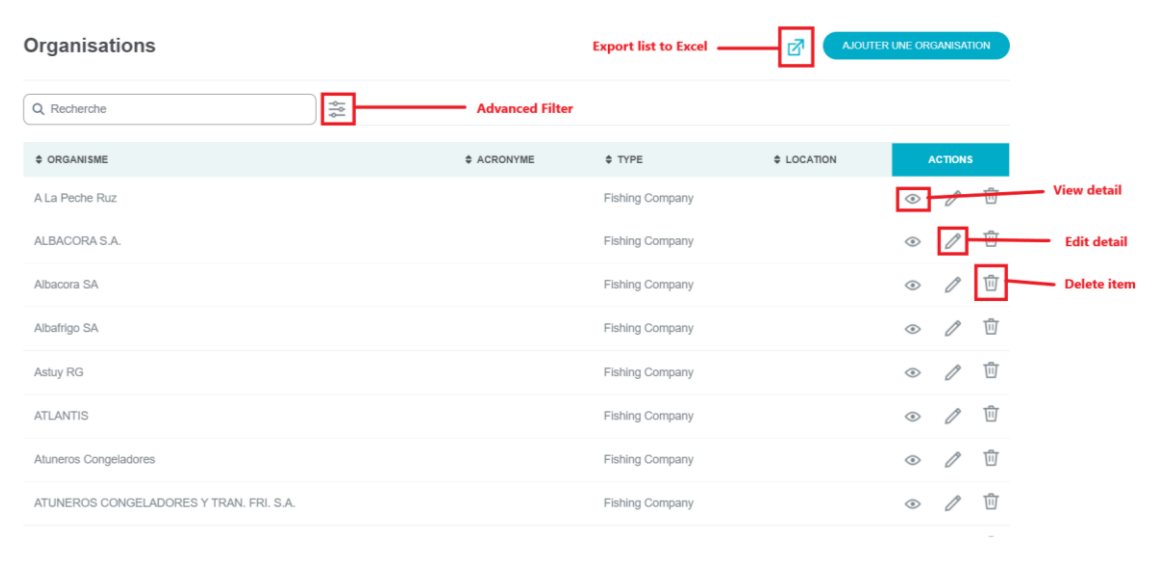 Organisations
Export list to Excel
AJOUTER UNE ORGANISATION
Recherche
Advanced Filter
ORGANISME ACRONYME TYPE LOCATION ACTIONS
A La Peche Ruz Fishing Company
View detail
ALBACORA S.A. Fishing Company
Edit detail
Albacora SA Fishing Company
Delete item
Albafrigo SA Fishing Company
Astuy RG Fishing Company
ATLANTIS Fishing Company
Atuneros Congeladores Fishing Company
ATUNEROS CONGELADORES Y TRAN. FRI. S.A. Fishing Company